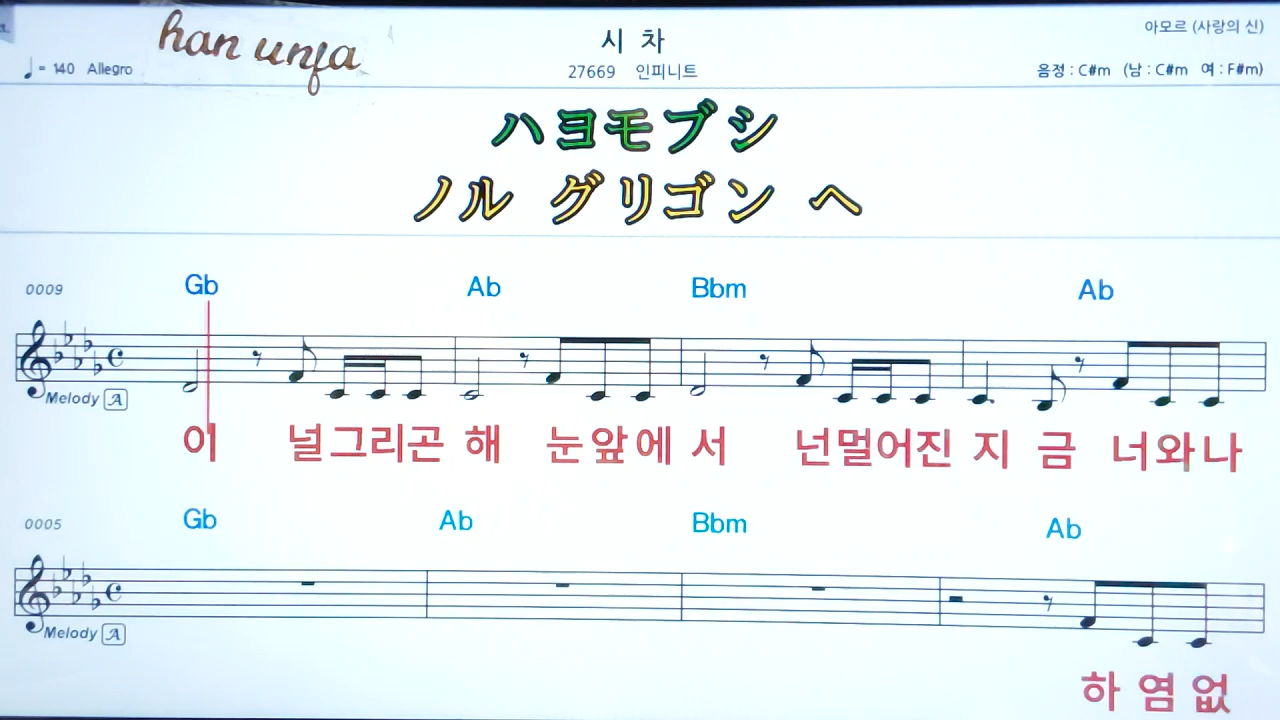 han unfa
시 차
아모르 (사랑의 신)
♩= 140 Allegro
27669 인피니트
음정 : C#m (남 : C#m 여 : F#m)
ハヨモブシ
ノル グリゴン ヘ
0009 Gb Ab Bbm Ab
Melody A
이 널그리곤 해 눈앞에 서 넌멀어진 지 금 너와나
0005 Gb Ab Bbm Ab
Melody A
하 염 없